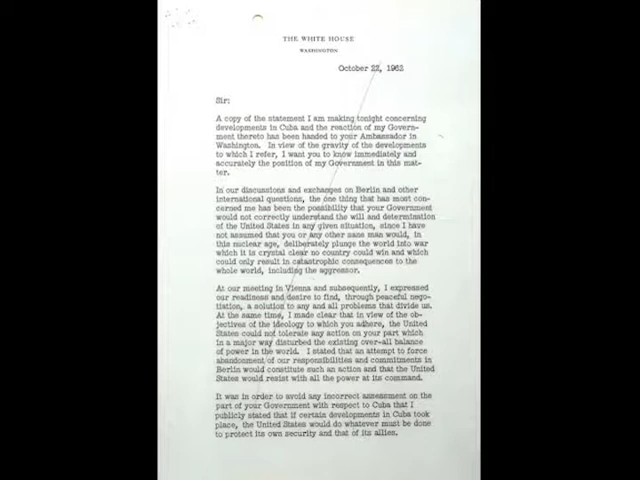 THE WHITE HOUSE
WASHINGTON
October 22, 1962
Sir:
A copy of the statement I am making tonight concerning
developments in Cuba and the reaction of my Govern-
ment thereto has been handed to your Ambassador in
Washington. In view of the gravity of the developments
to which I refer, I want you to know immediately and
accurately the position of my Government in this mat-
ter.
In our discussions and exchanges on Berlin and other
international questions, the one thing that has most con-
cerned me has been the possibility that your Government
would not correctly understand the will and determination
of the United States in any given situation, since I have
not assumed that you or any other sane man would, in
this nuclear age, deliberately plunge the world into war
which it is crystal clear no country could win and which
could only result in catastrophic consequences to the
whole world, including the aggressor.
At our meeting in Vienna and subsequently, I expressed
our readiness and desire to find, through peaceful nego-
tiation, a solution to any and all problems that divide us.
At the same time, I made clear that in view of the ob-
jectives of the ideology to which you adhere, the United
States could not tolerate any action on your part which
in a major way disturbed the existing over-all balance
of power in the world. I stated that an attempt to force
abandonment of our responsibilities and commitments in
Berlin would constitute such an action and that the United
States would resist with all the power at its command.
It was in order to avoid any incorrect assessment on the
part of your Government with respect to Cuba that I
publicly stated that if certain developments in Cuba took
place, the United States would do whatever must be done
to protect its own security and that of its allies.